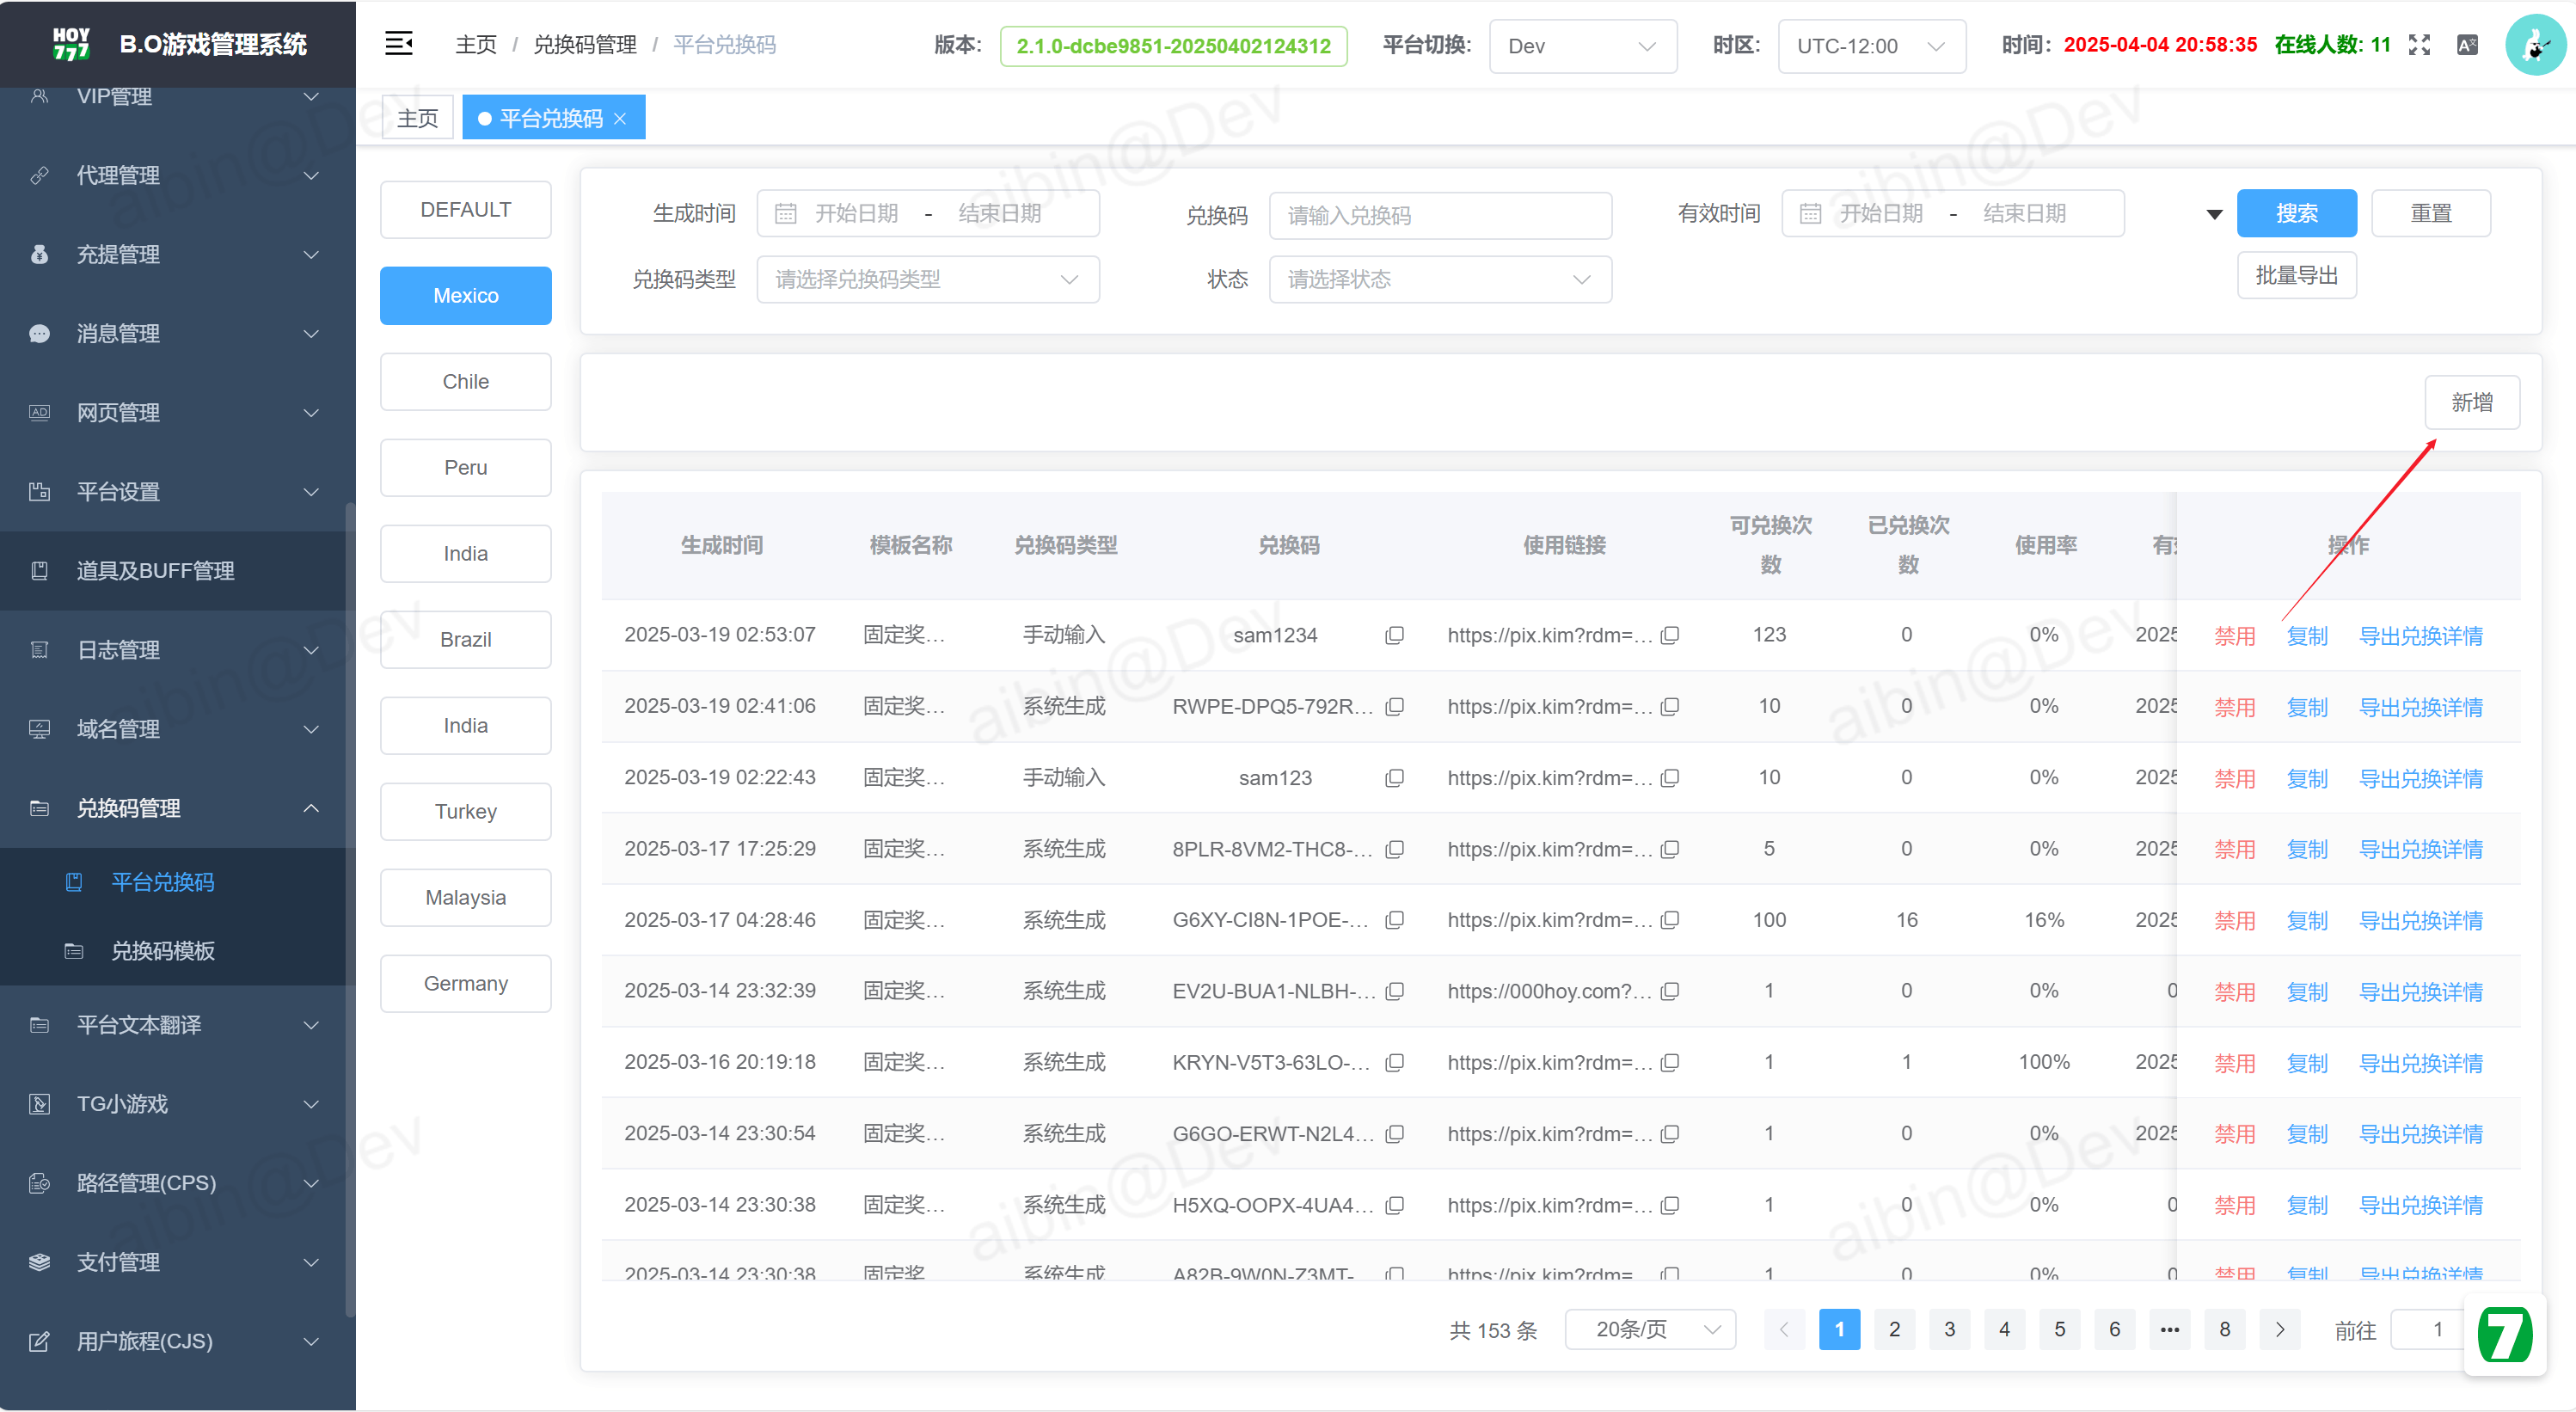 HOY
777
B.O游戏管理系统
主页 / 兑换码管理 / 平台兑换码
版本:
2.1.0-dcbe9851-20250402124312
平台切换:
Dev
时区:
UTC-12:00
时间: 2025-04-04 20:58:35
在线人数: 11
VIP管理
代理管理
充提管理
消息管理
AD
网页管理
平台设置
道具及BUFF管理
日志管理
域名管理
兑换码管理
平台兑换码
兑换码模板
平台文本翻译
TG小游戏
路径管理(CPS)
支付管理
用户旅程(CJS)
主页
平台兑换码
DEFAULT
Mexico
Chile
Peru
India
Brazil
India
Turkey
Malaysia
Germany
生成时间 开始日期 - 结束日期
兑换码 请输入兑换码
有效时间 开始日期 - 结束日期
搜索
重置
兑换码类型 请选择兑换码类型
状态 请选择状态
批量导出
新增
生成时间 模板名称 兑换码类型 兑换码 使用链接 可兑换次数 已兑换次数 使用率 操作
2025-03-19 02:53:07 固定奖... 手动输入 sam1234 https://pix.kim?rdm=... 123 0 0% 2025 禁用 复制 导出兑换详情
2025-03-19 02:41:06 固定奖... 系统生成 RWPE-DPQ5-792R... https://pix.kim?rdm=... 10 0 0% 2025 禁用 复制 导出兑换详情
2025-03-19 02:22:43 固定奖... 手动输入 sam123 https://pix.kim?rdm=... 10 0 0% 2025 禁用 复制 导出兑换详情
2025-03-17 17:25:29 固定奖... 系统生成 8PLR-8VM2-THC8-... https://pix.kim?rdm=... 5 0 0% 2025 禁用 复制 导出兑换详情
2025-03-17 04:28:46 固定奖... 系统生成 G6XY-CI8N-1POE-... https://pix.kim?rdm=... 100 16 16% 2025 禁用 复制 导出兑换详情
2025-03-14 23:32:39 固定奖... 系统生成 EV2U-BUA1-NLBH-... https://000hoy.com?... 1 0 0% 0 禁用 复制 导出兑换详情
2025-03-16 20:19:18 固定奖... 系统生成 KRYN-V5T3-63LO-... https://pix.kim?rdm=... 1 1 100% 2025 禁用 复制 导出兑换详情
2025-03-14 23:30:54 固定奖... 系统生成 G6GO-ERWT-N2L4... https://pix.kim?rdm=... 1 0 0% 2025 禁用 复制 导出兑换详情
2025-03-14 23:30:38 固定奖... 系统生成 H5XQ-OOPX-4UA4... https://pix.kim?rdm=... 1 0 0% 0 禁用 复制 导出兑换详情
2025-03-14 23:30:38 固定奖 系统生成 A82B-9W0N-Z3MT- https://pix.kim?rdm= 1 0 0% 0 禁用 复制 导出兑换详情
共 153 条
20条/页
1 2 3 4 5 6 ••• 8
前往 1
7
aibin@Dev
aibin@Dev
aibin@Dev
aibin@Dev
aibin@Dev
aibin@Dev
aibin@Dev
aibin@Dev
aibin@Dev